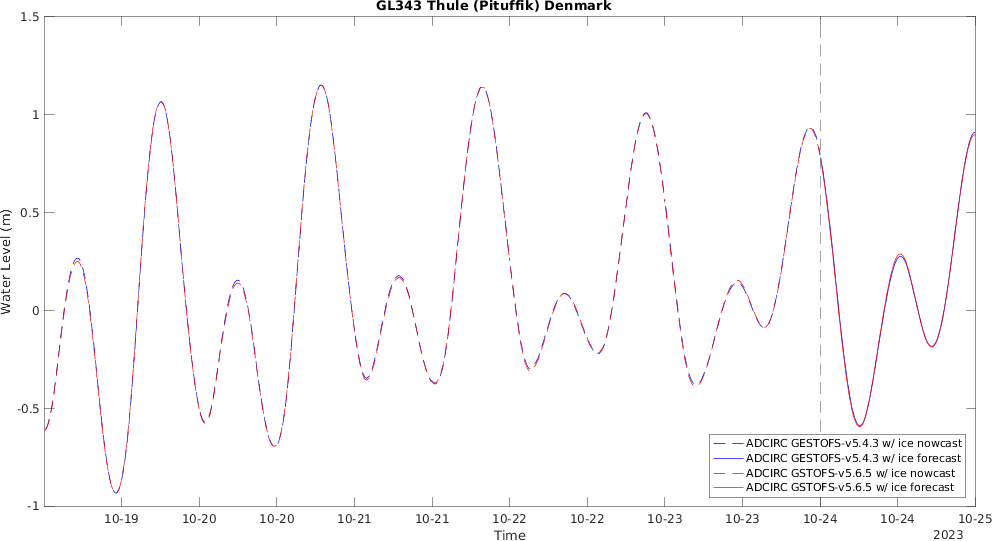 GL343 Thule (Pituffik) Denmark
1.5
1
0.5
0
-0.5
-1
Water Level (m)
10-19 10-20 10-20 10-21 10-21 10-22 10-22 10-23 10-23 10-24 10-24 10-25
Time
2023
ADCIRC GESTOFS-v5.4.3 w/ ice nowcast
ADCIRC GESTOFS-v5.4.3 w/ ice forecast
ADCIRC GSTOFS-v5.6.5 w/ ice nowcast
ADCIRC GSTOFS-v5.6.5 w/ ice forecast